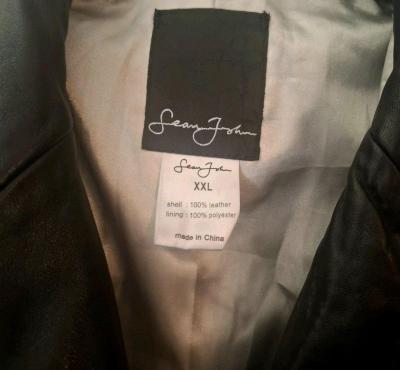 Sean John
Sean John
XXL
shell : 100% leather
lining : 100% polyester
made in China